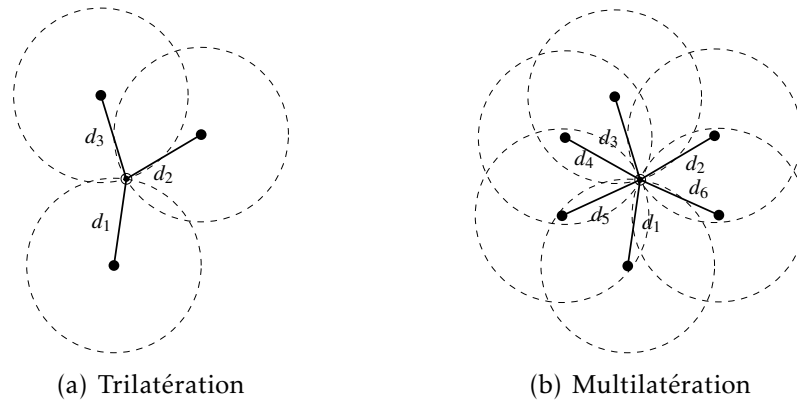 d3
d2
d1
d3
d4
d2
d6
d5
d1
(a) Trilatération
(b) Multilatération